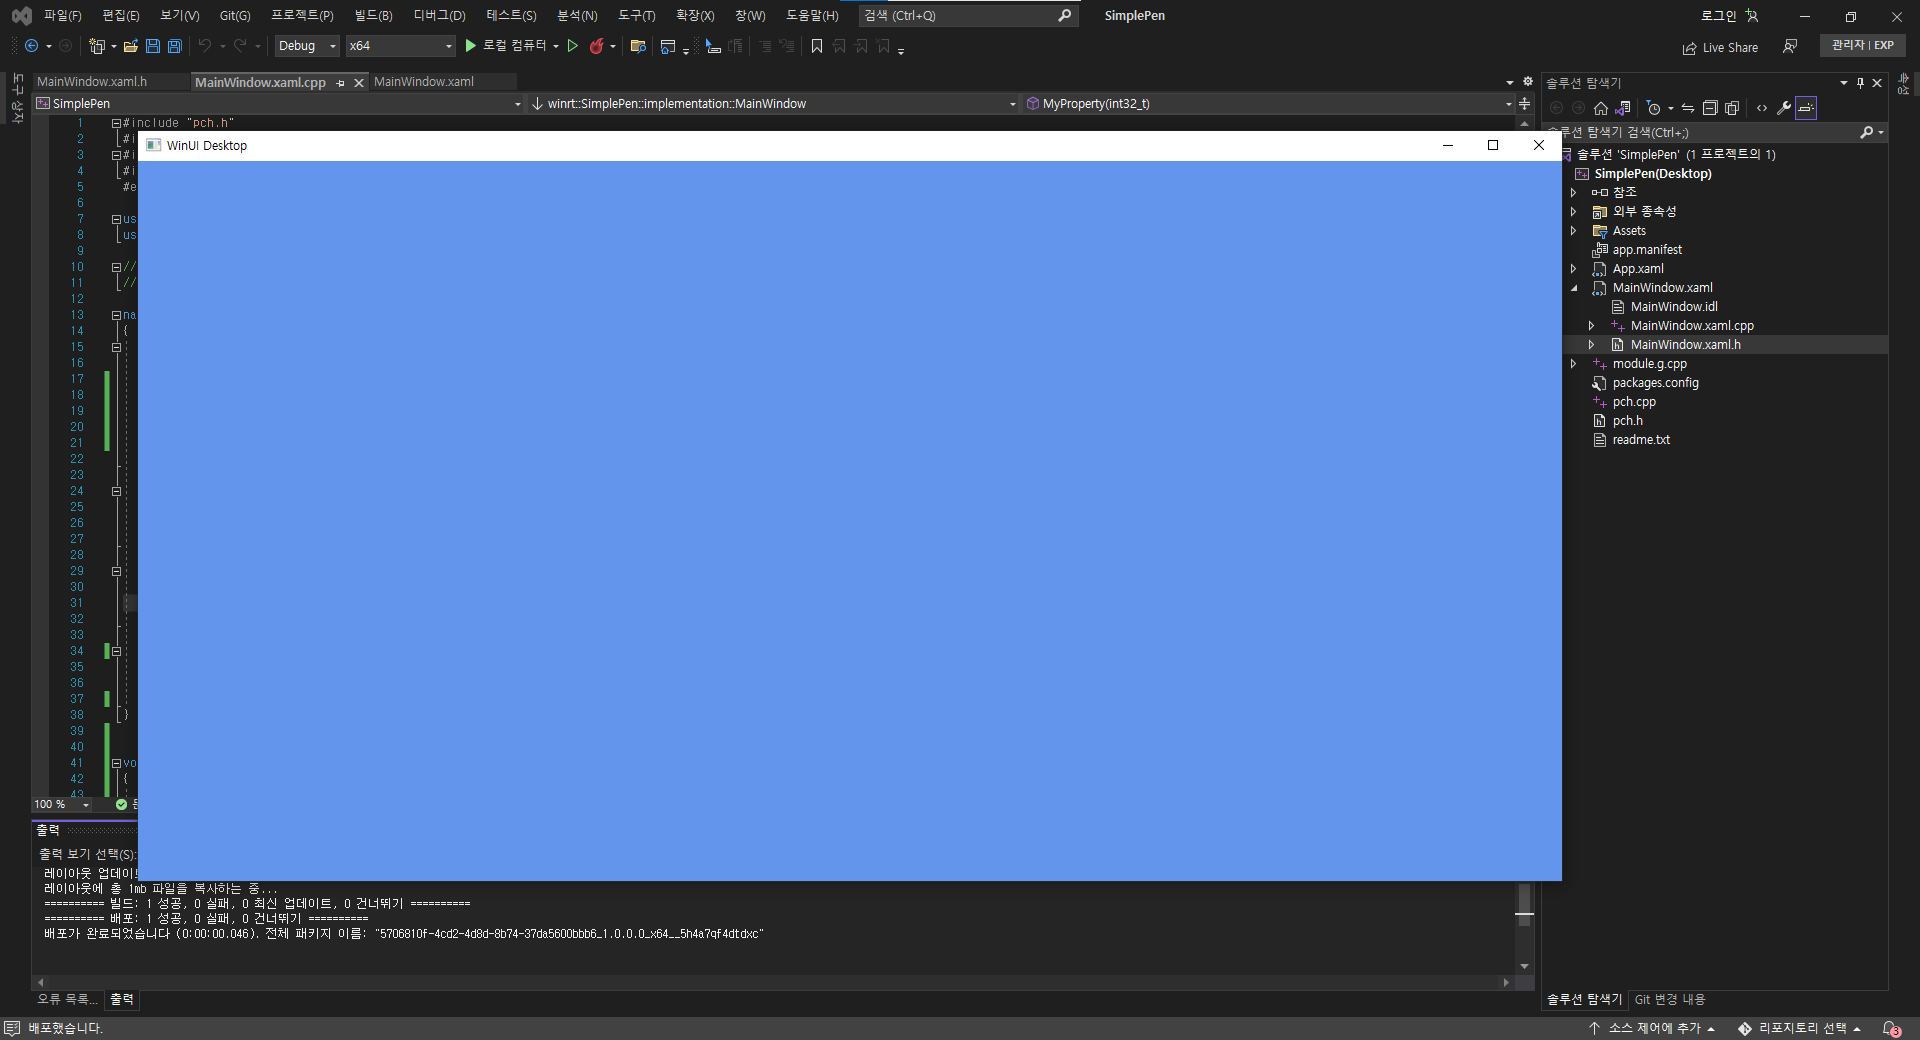 파일(F) 편집(E) 보기(V) Git(G) 프로젝트(P) 빌드(B) 디버그(D) 테스트(S) 분석(N) 도구(T) 확장(X) 창(W) 도움말(H) 검색 (Ctrl+Q) SimplePen 로그인
Debug x64 로컬 컴퓨터 Live Share 관리자 | EXP
도구 상자
MainWindow.xaml.h MainWindow.xaml.cpp MainWindow.xaml
SimplePen winrt::SimplePen::implementation::MainWindow MyProperty(int32_t)
1 #include "pch.h"
2 #i
3 #i
4 #i
5 #e
6
7 us
8 us
9
10 //
11 //
12
13 na
14 {
15
16
17
18
19
20
21
22
23
24
25
26
27
28
29
30
31
32
33
34
35
36
37
38 }
39
40
41 vo
42 {
43
WinUI Desktop
100 %
출력
출력 보기 선택(S):
레이아웃 업데이트
레이아웃에 총 1mb 파일을 복사하는 중...
========== 빌드: 1 성공, 0 실패, 0 최신 업데이트, 0 건너뛰기 ==========
========== 배포: 1 성공, 0 실패, 0 건너뛰기 ==========
배포가 완료되었습니다 (0:00:00.046). 전체 패키지 이름: "5706810f-4cd2-4d8d-8b74-37da5600bbb6_1.0.0.0_x64__5h4a7qf4dtdxc"
오류 목록... 출력
솔루션 탐색기
솔루션 탐색기 검색(Ctrl+;)
솔루션 'SimplePen' (1 프로젝트의 1)
SimplePen(Desktop)
참조
외부 종속성
Assets
app.manifest
App.xaml
MainWindow.xaml
MainWindow.idl
MainWindow.xaml.cpp
MainWindow.xaml.h
module.g.cpp
packages.config
pch.cpp
pch.h
readme.txt
솔루션 탐색기 Git 변경 내용
속성
배포했습니다. 소스 제어에 추가 리포지토리 선택 3